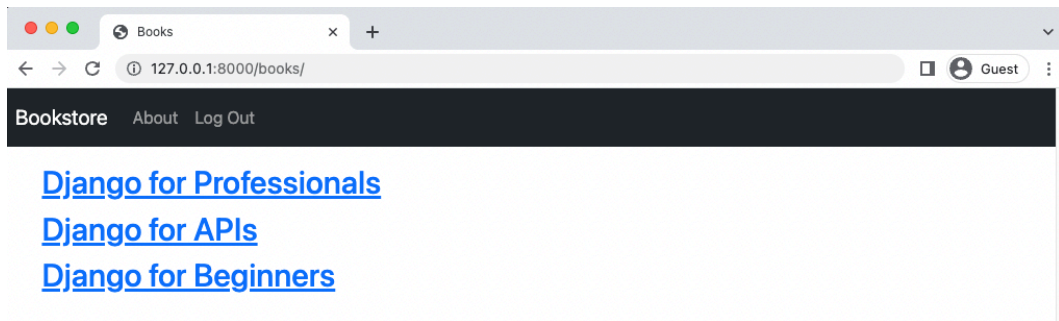 Books
127.0.0.1:8000/books/
Guest
Bookstore About Log Out
Django for Professionals
Django for APIs
Django for Beginners